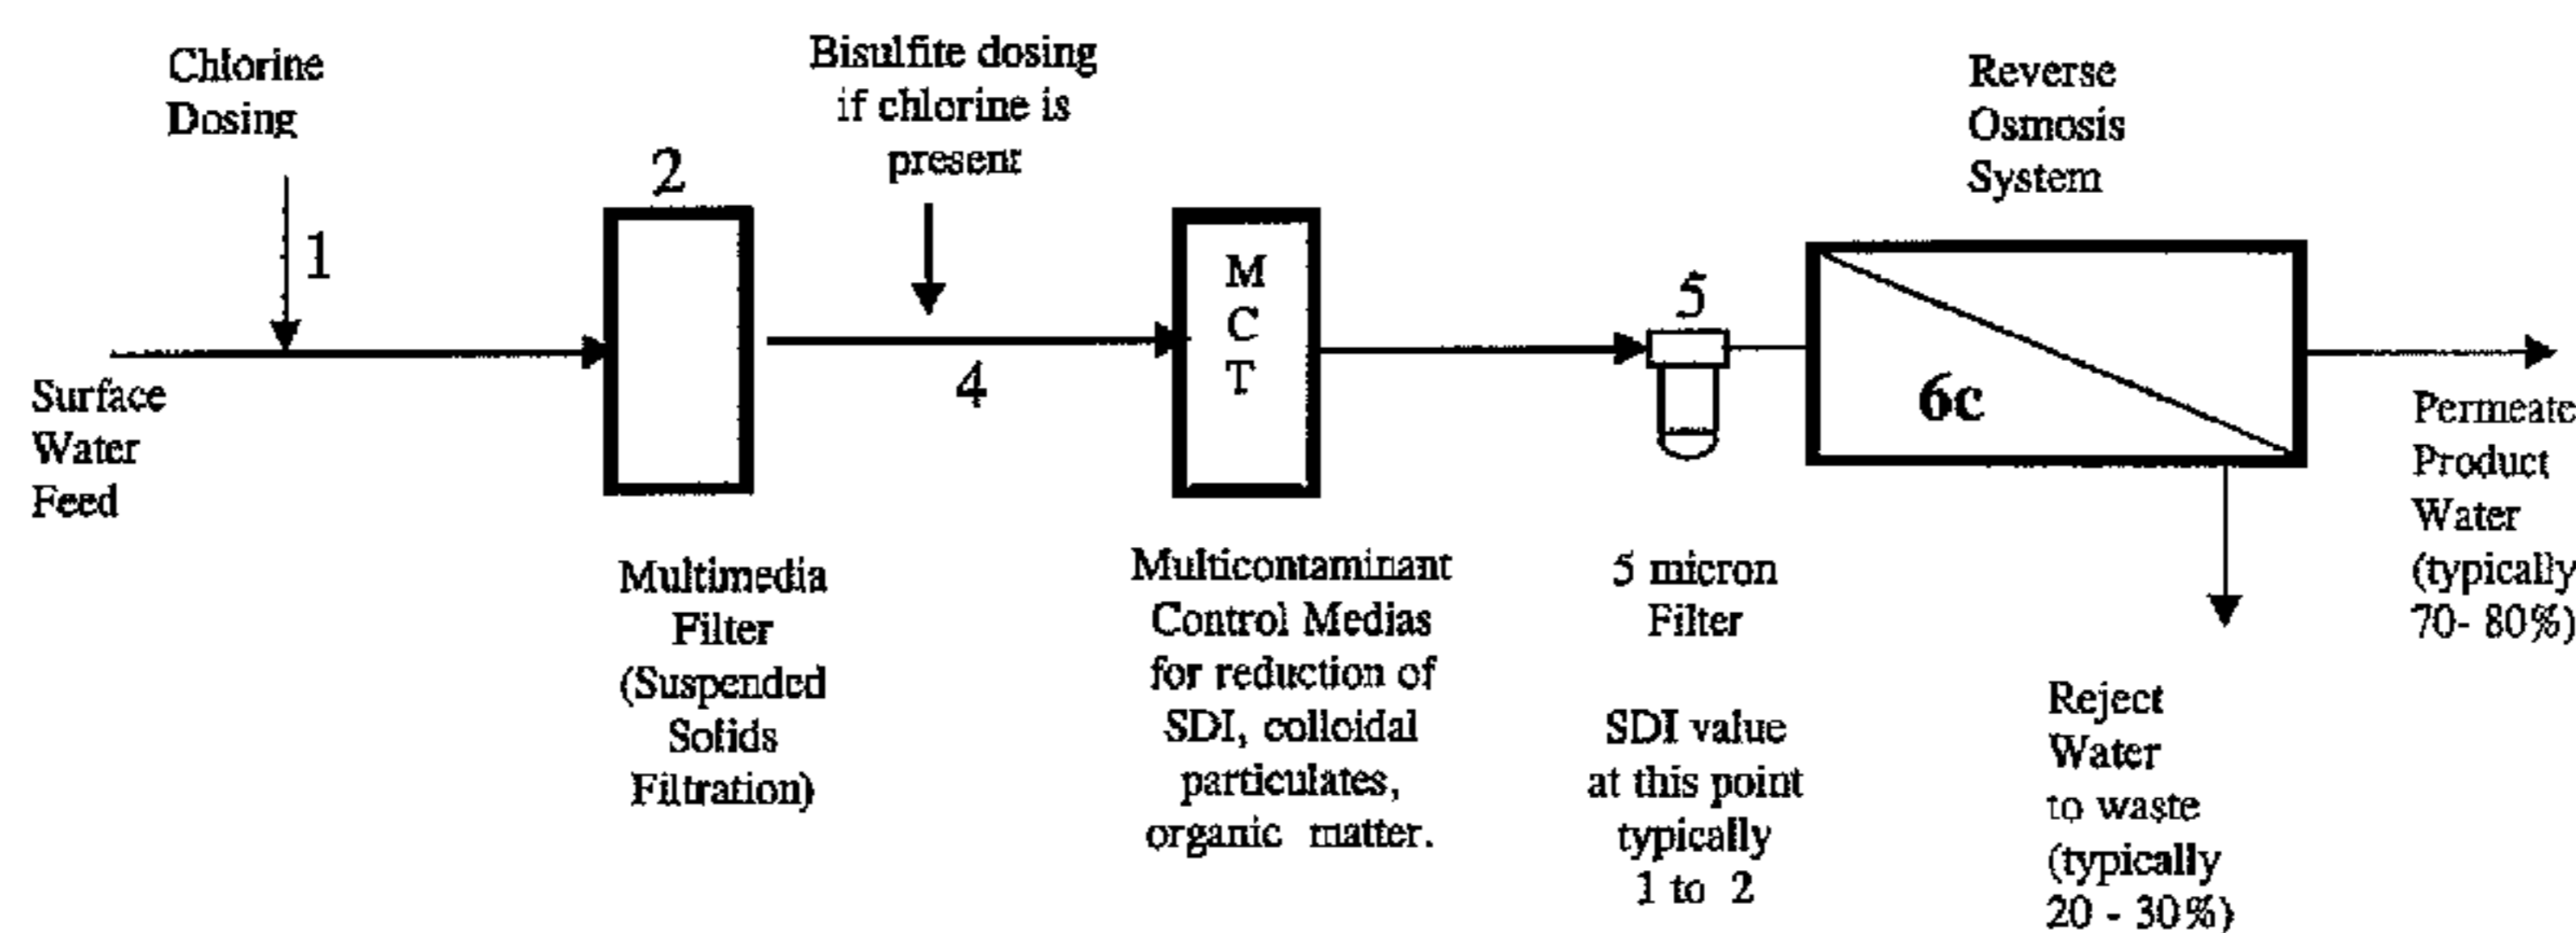 Chlorine
Dosing
1
Surface
Water
Feed
2
Multimedia
Filter
(Suspended
Solids
Filtration)
Bisulfite dosing
if chlorine is
present
4
M
C
T
Multicontaminant
Control Medias
for reduction of
SDI, colloidal
particulates,
organic matter.
5
5 micron
Filter
SDI value
at this point
typically
1 to 2
Reverse
Osmosis
System
6c
Reject
Water
to waste
(typically
20 - 30%)
Permeate
Product
Water
(typically
70- 80%)